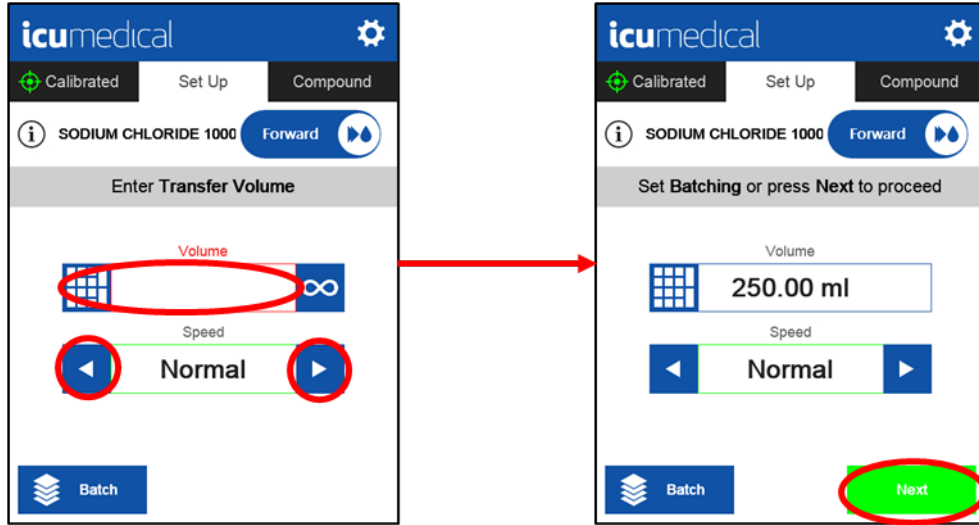 icumedical
Calibrated
Set Up
Compound
i
SODIUM CHLORIDE 1000
Forward
Enter Transfer Volume
Volume
∞
Speed
Normal
Batch
icumedical
Calibrated
Set Up
Compound
i
SODIUM CHLORIDE 1000
Forward
Set Batching or press Next to proceed
Volume
250.00 ml
Speed
Normal
Batch
Next